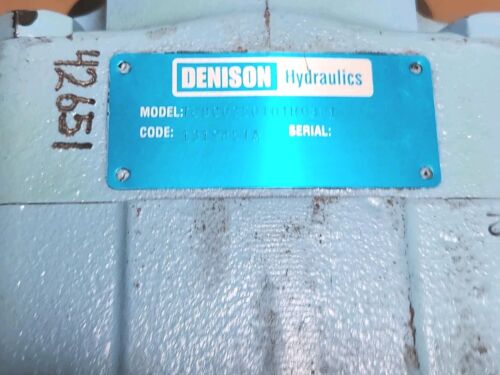 DENISON Hydraulics
MODEL:
CODE: SERIAL:
42651